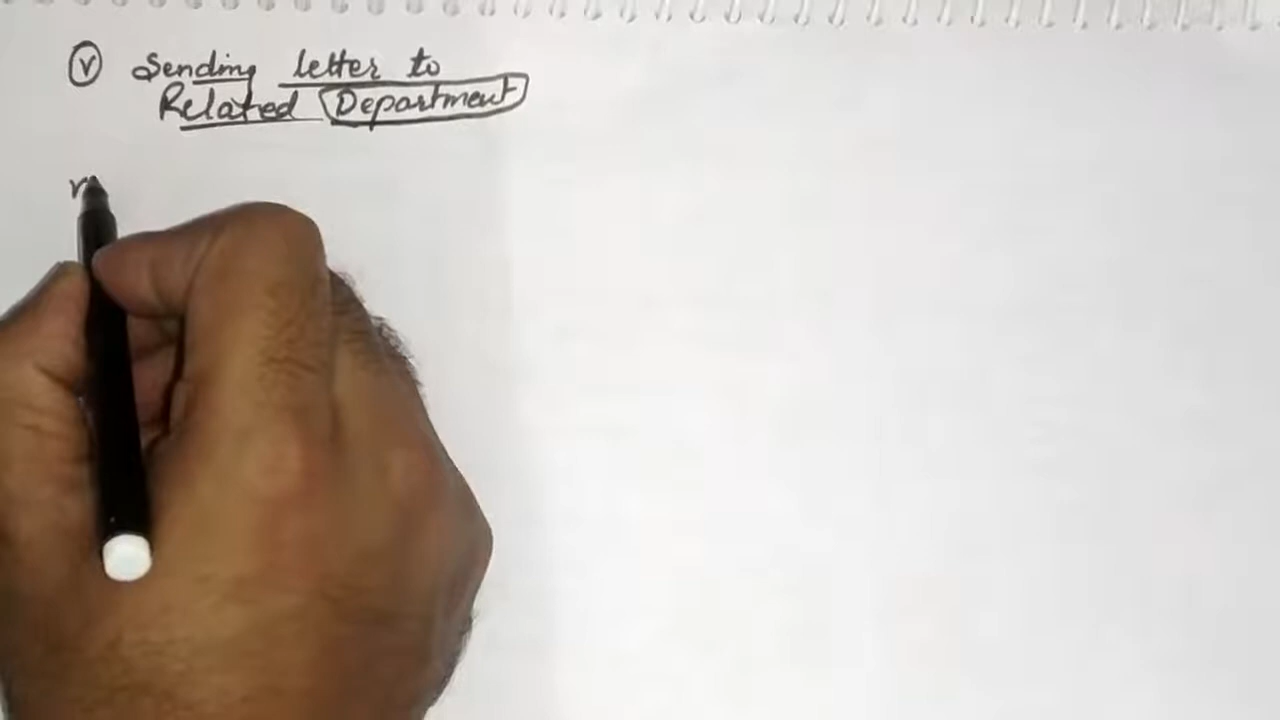 (v) Sending letter to
Related Department
v